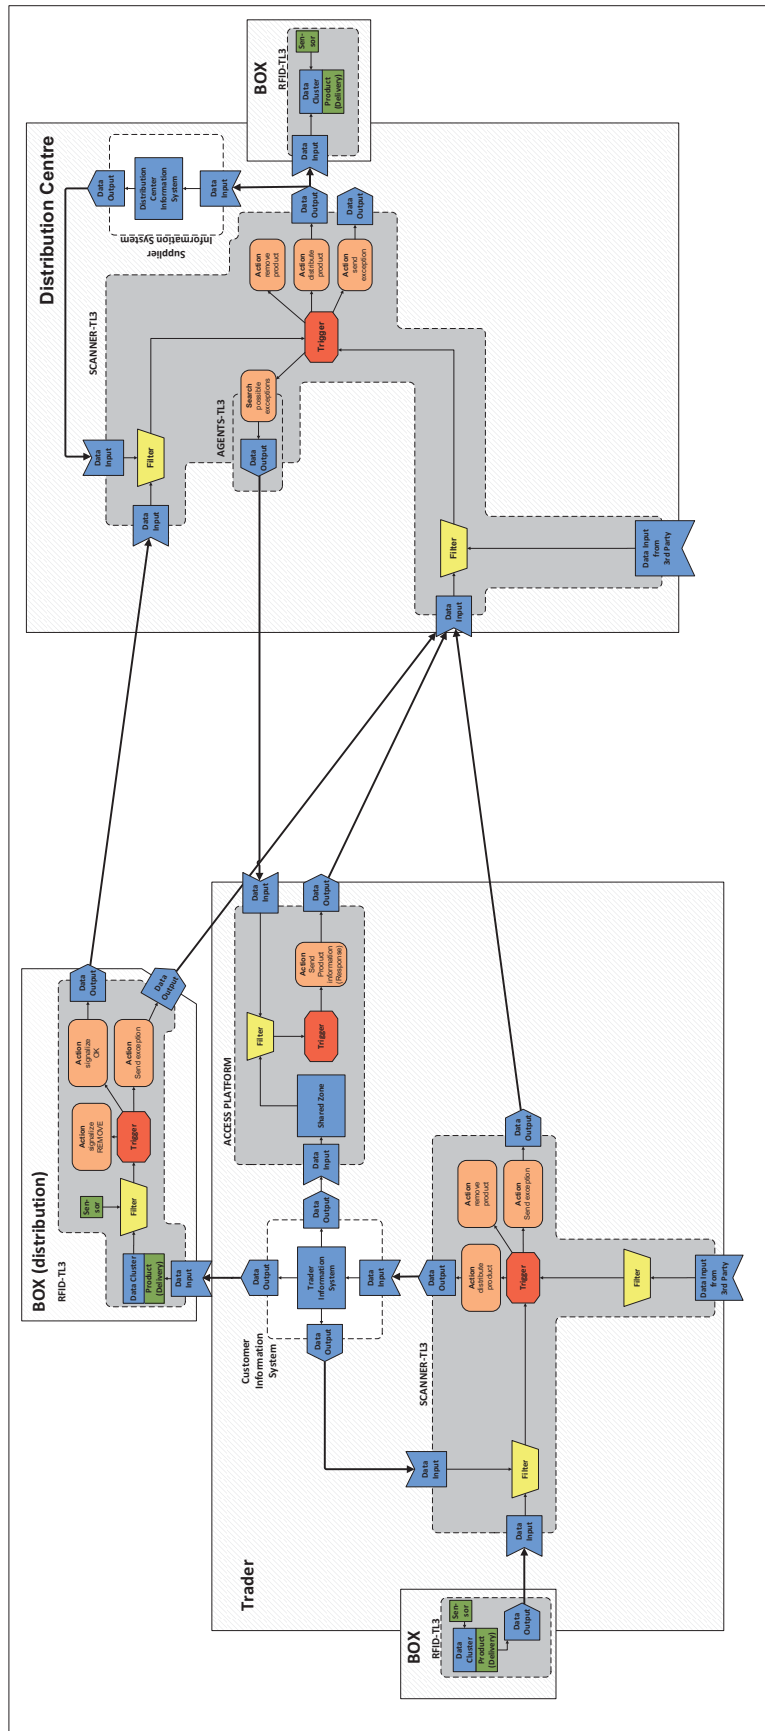 Trader
BOX
RFID-TL3
Sen-
sor
Data
Cluster
Product
(Delivery)
Data
Output
Data
Input
Filter
Data
Input
SCANNER-TL3
Trigger
Action
distribute
product
Action
remove
product
Action
Send exception
Data
Output
Data
Output
Filter
Data Input
from
3rd Party
Customer
Information
System
Data
Output
Data
Input
Trader
Information
System
Data
Output
Data
Output
ACCESS PLATFORM
Data
Input
Shared Zone
Filter
Trigger
Action
Send
Product
information
(Response)
Data
Input
Data
Output
BOX (distribution)
RFID-TL3
Data
Input
Data Cluster
Product
(Delivery)
Sen-
sor
Filter
Trigger
Action
signalize
REMOVE
Action
signalize
OK
Action
Send exception
Data
Output
Data Output
Distribution Centre
SCANNER-TL3
Data
Input
Data
Input
Filter
AGENTS-TL3
Data
Output
Search
possible
exceptions
Trigger
Action
remove
product
Action
distribute
product
Action
send
exception
Data
Output
Data
Output
Data
Input
Filter
Data Input
from
3rd Party
Supplier
Information System
Data
Output
Distribution
Center
Information
System
Data
Input
BOX
RFID-TL3
Data
Input
Data
Cluster
Product
(Delivery)
Sen-
sor